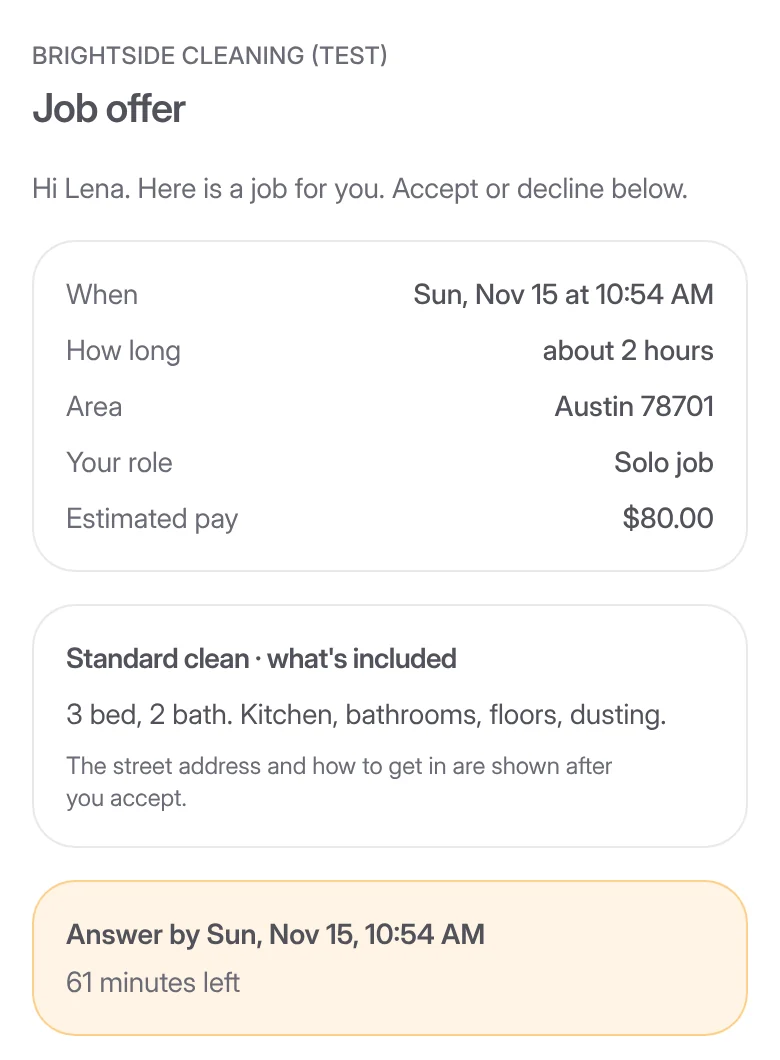 BRIGHTSIDE CLEANING (TEST)
Job offer
Hi Lena. Here is a job for you. Accept or decline below.
When Sun, Nov 15 at 10:54 AM
How long about 2 hours
Area Austin 78701
Your role Solo job
Estimated pay $80.00
Standard clean · what's included
3 bed, 2 bath. Kitchen, bathrooms, floors, dusting.
The street address and how to get in are shown after
you accept.
Answer by Sun, Nov 15, 10:54 AM
61 minutes left